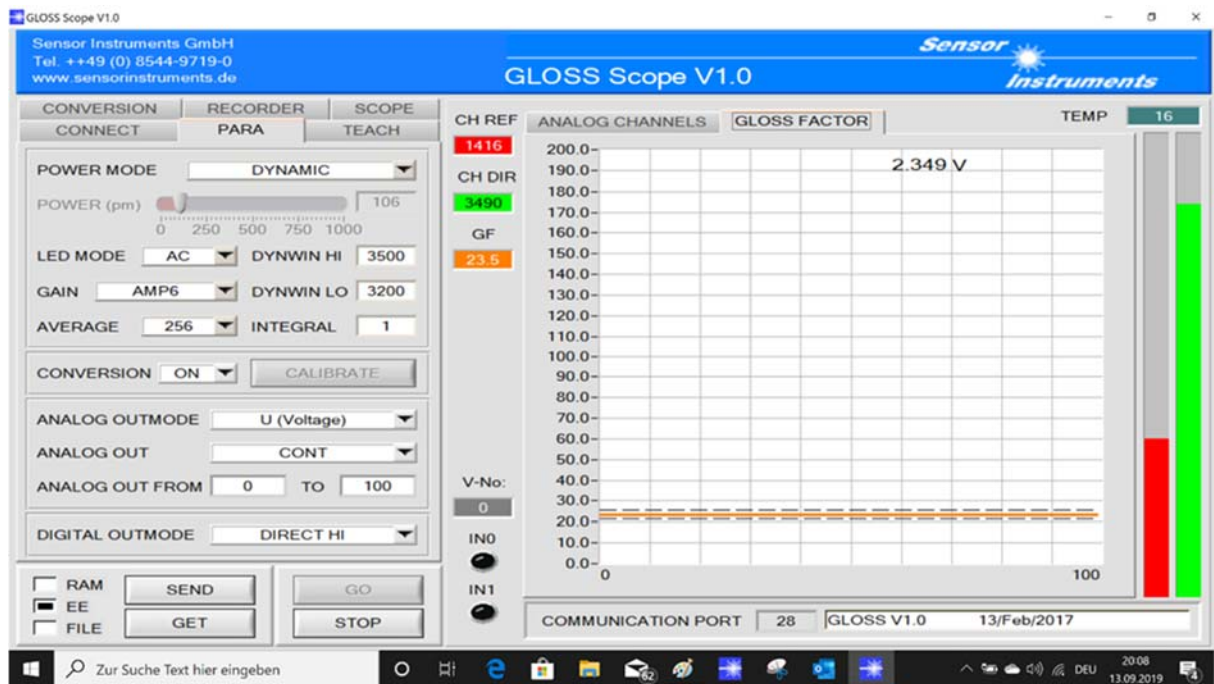 GLOSS Scope V1.0
Sensor Instruments GmbH
Tel. ++49 (0) 8544-9719-0
www.sensorinstruments.de
GLOSS Scope V1.0
Sensor
Instruments
CONVERSION RECORDER SCOPE
CONNECT PARA TEACH
POWER MODE DYNAMIC
POWER (pm) 106
0 250 500 750 1000
LED MODE AC DYNWIN HI 3500
GAIN AMP6 DYNWIN LO 3200
AVERAGE 256 INTEGRAL 1
CONVERSION ON CALIBRATE
ANALOG OUTMODE U (Voltage)
ANALOG OUT CONT
ANALOG OUT FROM 0 TO 100
DIGITAL OUTMODE DIRECT HI
RAM
EE
FILE
SEND
GET
GO
STOP
CH REF
1416
CH DIR
3490
GF
23.5
V-No:
0
IN0
IN1
ANALOG CHANNELS GLOSS FACTOR
TEMP 16
2.349 V
200.0
190.0
180.0
170.0
160.0
150.0
140.0
130.0
120.0
110.0
100.0
90.0
80.0
70.0
60.0
50.0
40.0
30.0
20.0
10.0
0.0
0 100
COMMUNICATION PORT 28 GLOSS V1.0 13/Feb/2017
Zur Suche Text hier eingeben
62
DEU
20:08
13.09.2019
4